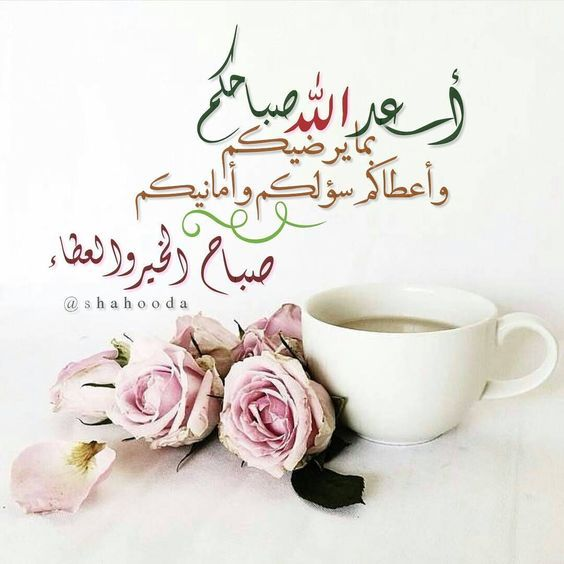 أسعد الله صباحكم
بما يرضيكم
وأعطاكم سؤلكم وأمانيكم
صباح الخير والعطاء
@shahooda